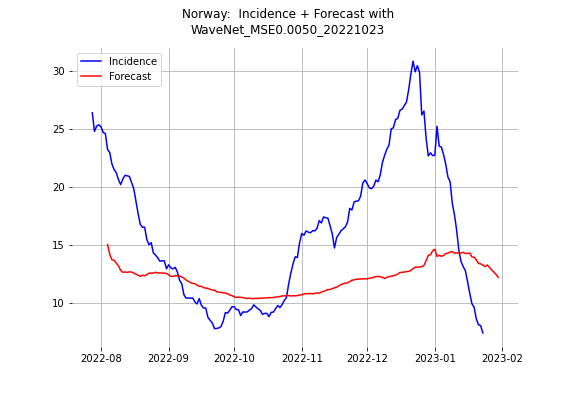 Norway:  Incidence + Forecast with
WaveNet_MSE0.0050_20221023
Incidence
Forecast
30
25
20
15
10
2022-08 2022-09 2022-10 2022-11 2022-12 2023-01 2023-02